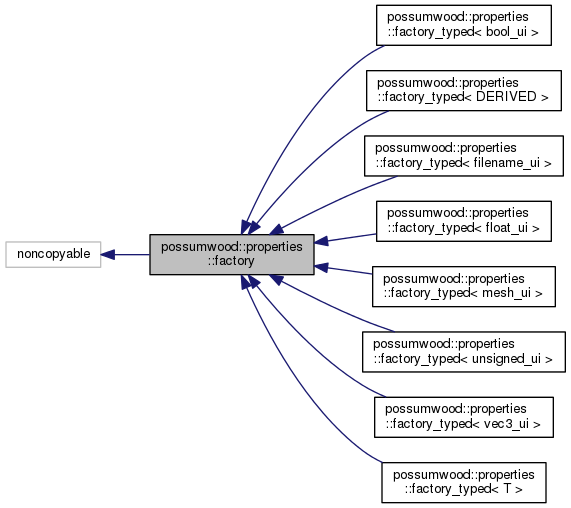 possumwood::properties
::factory_typed< bool_ui >
possumwood::properties
::factory_typed< DERIVED >
possumwood::properties
::factory_typed< filename_ui >
possumwood::properties
::factory_typed< float_ui >
noncopyable
possumwood::properties
::factory
possumwood::properties
::factory_typed< mesh_ui >
possumwood::properties
::factory_typed< unsigned_ui >
possumwood::properties
::factory_typed< vec3_ui >
possumwood::properties
::factory_typed< T >